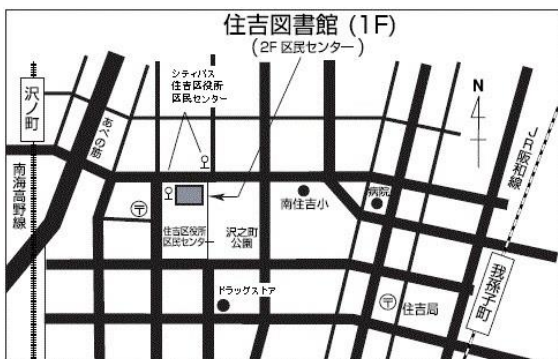 住吉図書館 (1F)
(2F 区民センター)
シティバス
住吉区役所
区民センター
N
沢ノ町
あべの筋
JR阪和線
南海高野線
〒
病院
南住吉小
住吉区役所
区民センター
沢之町
公園
我孫子町
ドラッグストア
〒
住吉局